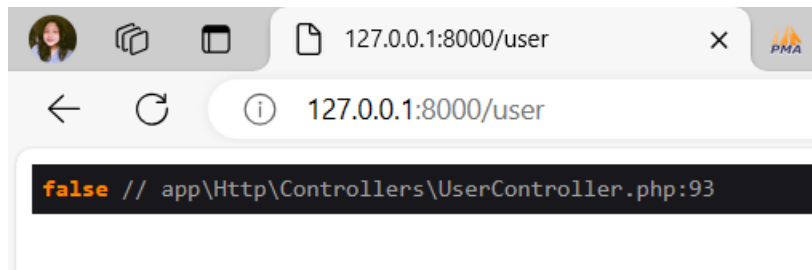 127.0.0.1:8000/user
PMA
127.0.0.1:8000/user
false // app\Http\Controllers\UserController.php:93